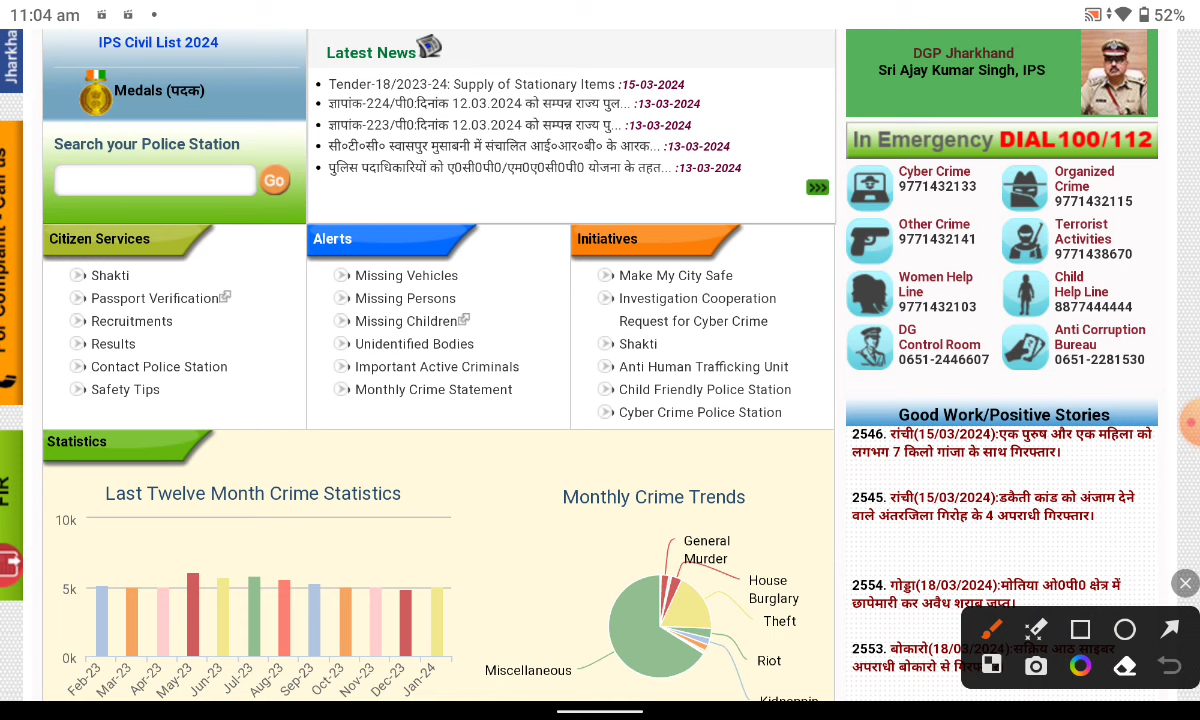 11:04 am
52%
Jharkha
IPS Civil List 2024
Medals (पदक)
Search your Police Station
Go
For Complaint - Call us
FIR
Latest News
Tender-18/2023-24: Supply of Stationary Items :15-03-2024
ज्ञापांक-224/पी0:दिनांक 12.03.2024 को सम्पन्न राज्य पुल... :13-03-2024
ज्ञापांक-223/पी0:दिनांक 12.03.2024 को सम्पन्न राज्य पु... :13-03-2024
सी०टी०सी० स्वासपुर मुसाबनी में संचालित आई०आर०बी० के आरक... :13-03-2024
पुलिस पदाधिकारियों को ए0सी0पी0/एम0ए0सी0पी0 योजना के तहत... :13-03-2024
DGP Jharkhand
Sri Ajay Kumar Singh, IPS
In Emergency DIAL 100/112
Cyber Crime
9771432133
Organized
Crime
9771432115
Other Crime
9771432141
Terrorist
Activities
9771438670
Women Help
Line
9771432103
Child
Help Line
8877444444
DG
Control Room
0651-2446607
Anti Corruption
Bureau
0651-2281530
Citizen Services
Shakti
Passport Verification
Recruitments
Results
Contact Police Station
Safety Tips
Alerts
Missing Vehicles
Missing Persons
Missing Children
Unidentified Bodies
Important Active Criminals
Monthly Crime Statement
Initiatives
Make My City Safe
Investigation Cooperation
Request for Cyber Crime
Shakti
Anti Human Trafficking Unit
Child Friendly Police Station
Cyber Crime Police Station
Good Work/Positive Stories
2546. रांची(15/03/2024):एक पुरुष और एक महिला को
लगभग 7 किलो गांजा के साथ गिरफ्तार।
2545. रांची(15/03/2024):डकैती कांड को अंजाम देने
वाले अंतरजिला गिरोह के 4 अपराधी गिरफ्तार।
2554. गोड्डा(18/03/2024):मोतिया ओ0पी0 क्षेत्र में
छापेमारी कर अवैध शराब जप्त।
2553. बोकारो(18/03/2024):सक्रिय आठ साइबर
अपराधी बोकारो से
Statistics
Last Twelve Month Crime Statistics
10k
5k
0k
Feb-23
Mar-23
Apr-23
May-23
Jun-23
Jul-23
Aug-23
Sep-23
Oct-23
Nov-23
Dec-23
Jan-24
Monthly Crime Trends
General
Murder
House
Burglary
Theft
Riot
Miscellaneous